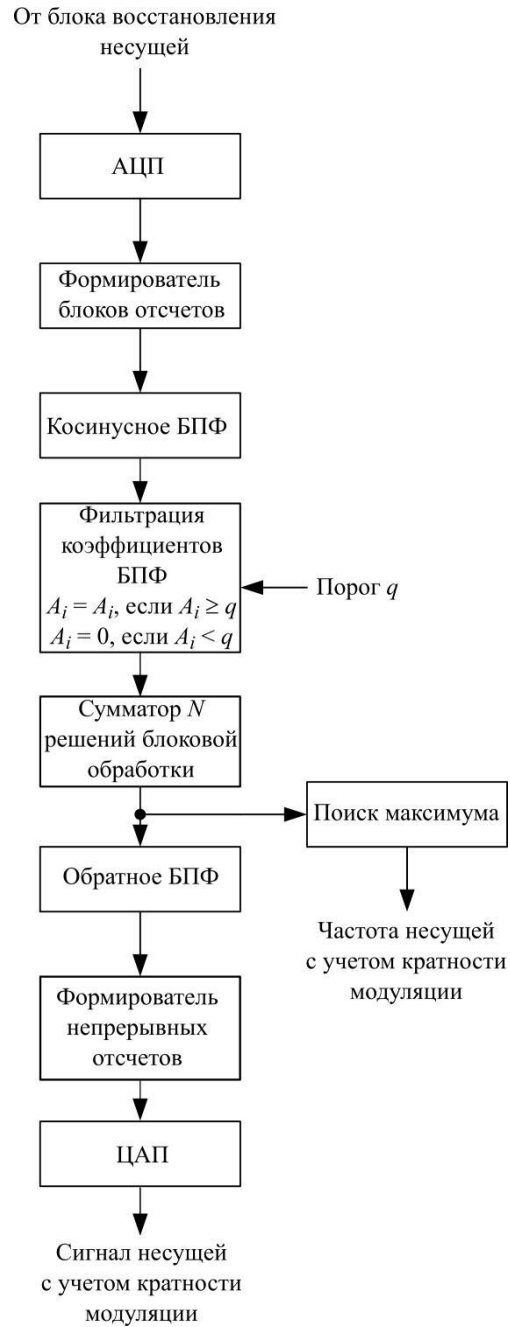 От блока восстановления
несущей
АЦП
Формирователь
блоков отсчетов
Косинусное БПФ
Фильтрация
коэффициентов
БПФ
A_i = A_i, если A_i ≥ q
A_i = 0, если A_i < q
Порог q
Сумматор N
решений блоковой
обработки
Поиск максимума
Обратное БПФ
Частота несущей
с учетом кратности
модуляции
Формирователь
непрерывных
отсчетов
ЦАП
Сигнал несущей
с учетом кратности
модуляции